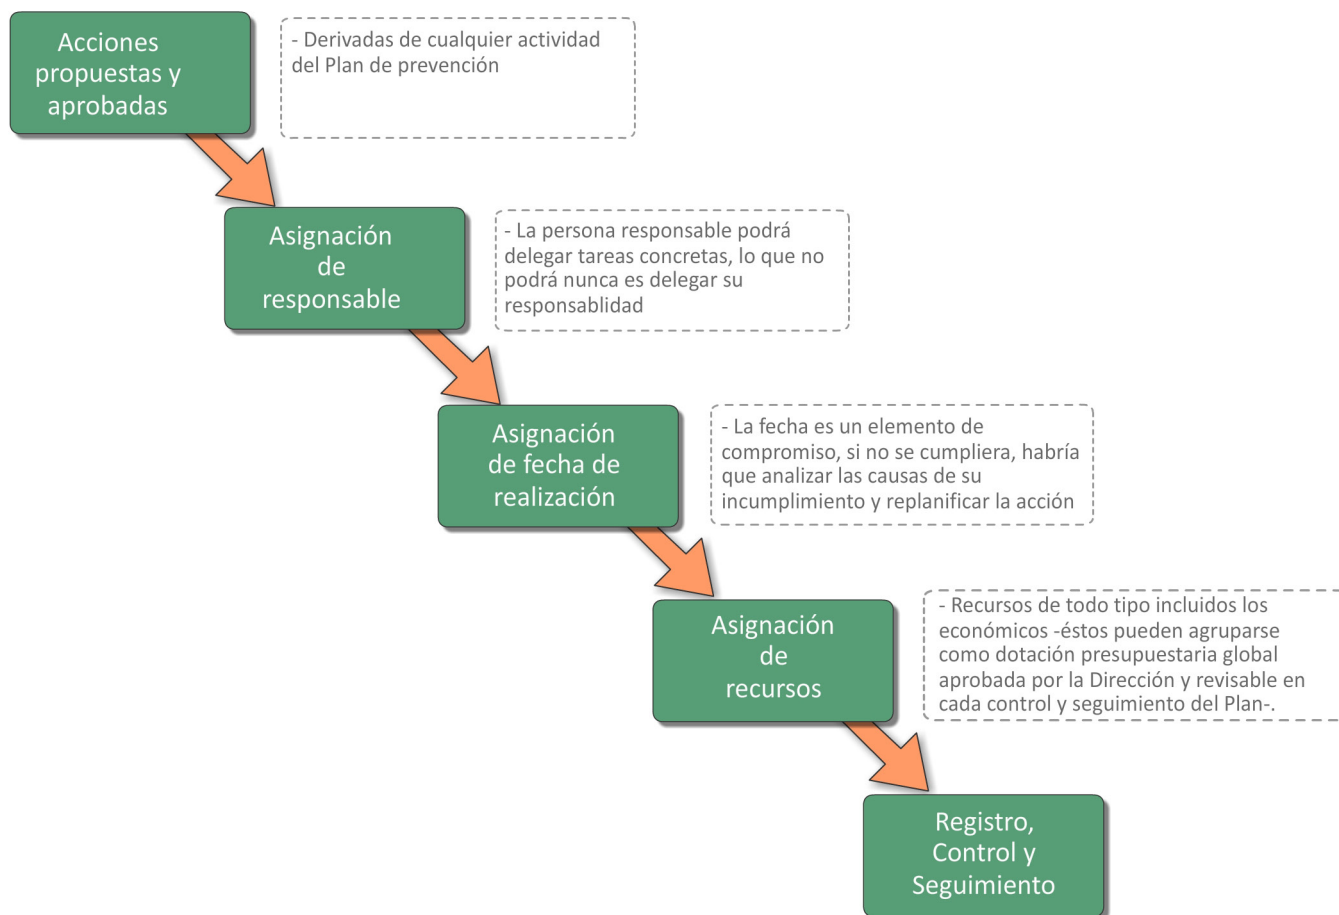 Acciones
propuestas y
aprobadas
- Derivadas de cualquier actividad
del Plan de prevención
Asignación
de
responsable
- La persona responsable podrá
delegar tareas concretas, lo que no
podrá nunca es delegar su
responsablidad
Asignación
de fecha de
realización
- La fecha es un elemento de
compromiso, si no se cumpliera, habría
que analizar las causas de su
incumplimiento y replanificar la acción
Asignación
de
recursos
- Recursos de todo tipo incluidos los
económicos -éstos pueden agruparse
como dotación presupuestaria global
aprobada por la Dirección y revisable en
cada control y seguimiento del Plan-.
Registro,
Control y
Seguimiento